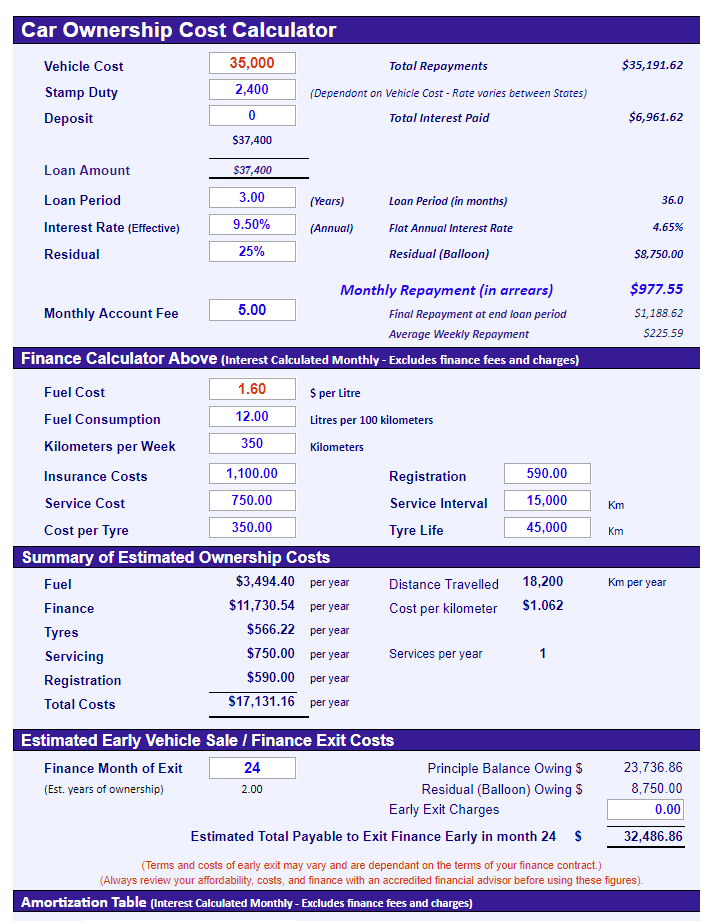 Car Ownership Cost Calculator
Vehicle Cost 35,000 Total Repayments $35,191.62
Stamp Duty 2,400 (Dependont on Vehicle Cost - Rate varies between States)
Deposit 0 Total Interest Paid $6,961.62
$37,400
Loan Amount $37,400
Loan Period 3.00 (Years) Loan Period (in months) 36.0
Interest Rate (Effective) 9.50% (Annual) Flat Annual Interest Rate 4.65%
Residual 25% Residual (Balloon) $8,750.00
Monthly Repayment (in arrears) $977.55
Monthly Account Fee 5.00 Final Repayment at end loan period $1,188.62
Average Weekly Repayment $225.59
Finance Calculator Above (Interest Calculated Monthly - Excludes finance fees and charges)
Fuel Cost 1.60 $ per Litre
Fuel Consumption 12.00 Litres per 100 kilometers
Kilometers per Week 350 Kilometers
Insurance Costs 1,100.00 Registration 590.00
Service Cost 750.00 Service Interval 15,000 Km
Cost per Tyre 350.00 Tyre Life 45,000 Km
Summary of Estimated Ownership Costs
Fuel $3,494.40 per year Distance Travelled 18,200 Km per year
Finance $11,730.54 per year Cost per kilometer $1.062
Tyres $566.22 per year
Servicing $750.00 per year Services per year 1
Registration $590.00 per year
Total Costs $17,131.16 per year
Estimated Early Vehicle Sale / Finance Exit Costs
Finance Month of Exit 24 Principle Balance Owing $ 23,736.86
(Est. years of ownership) 2.00 Residual (Balloon) Owing $ 8,750.00
Early Exit Charges 0.00
Estimated Total Payable to Exit Finance Early in month 24 $ 32,486.86
(Terms and costs of early exit may vary and are dependant on the terms of your finance contract.)
(Always review your affordability, costs, and finance with an accredited financial advisor before using these figures).
Amortization Table (Interest Calculated Monthly - Excludes finance fees and charges)